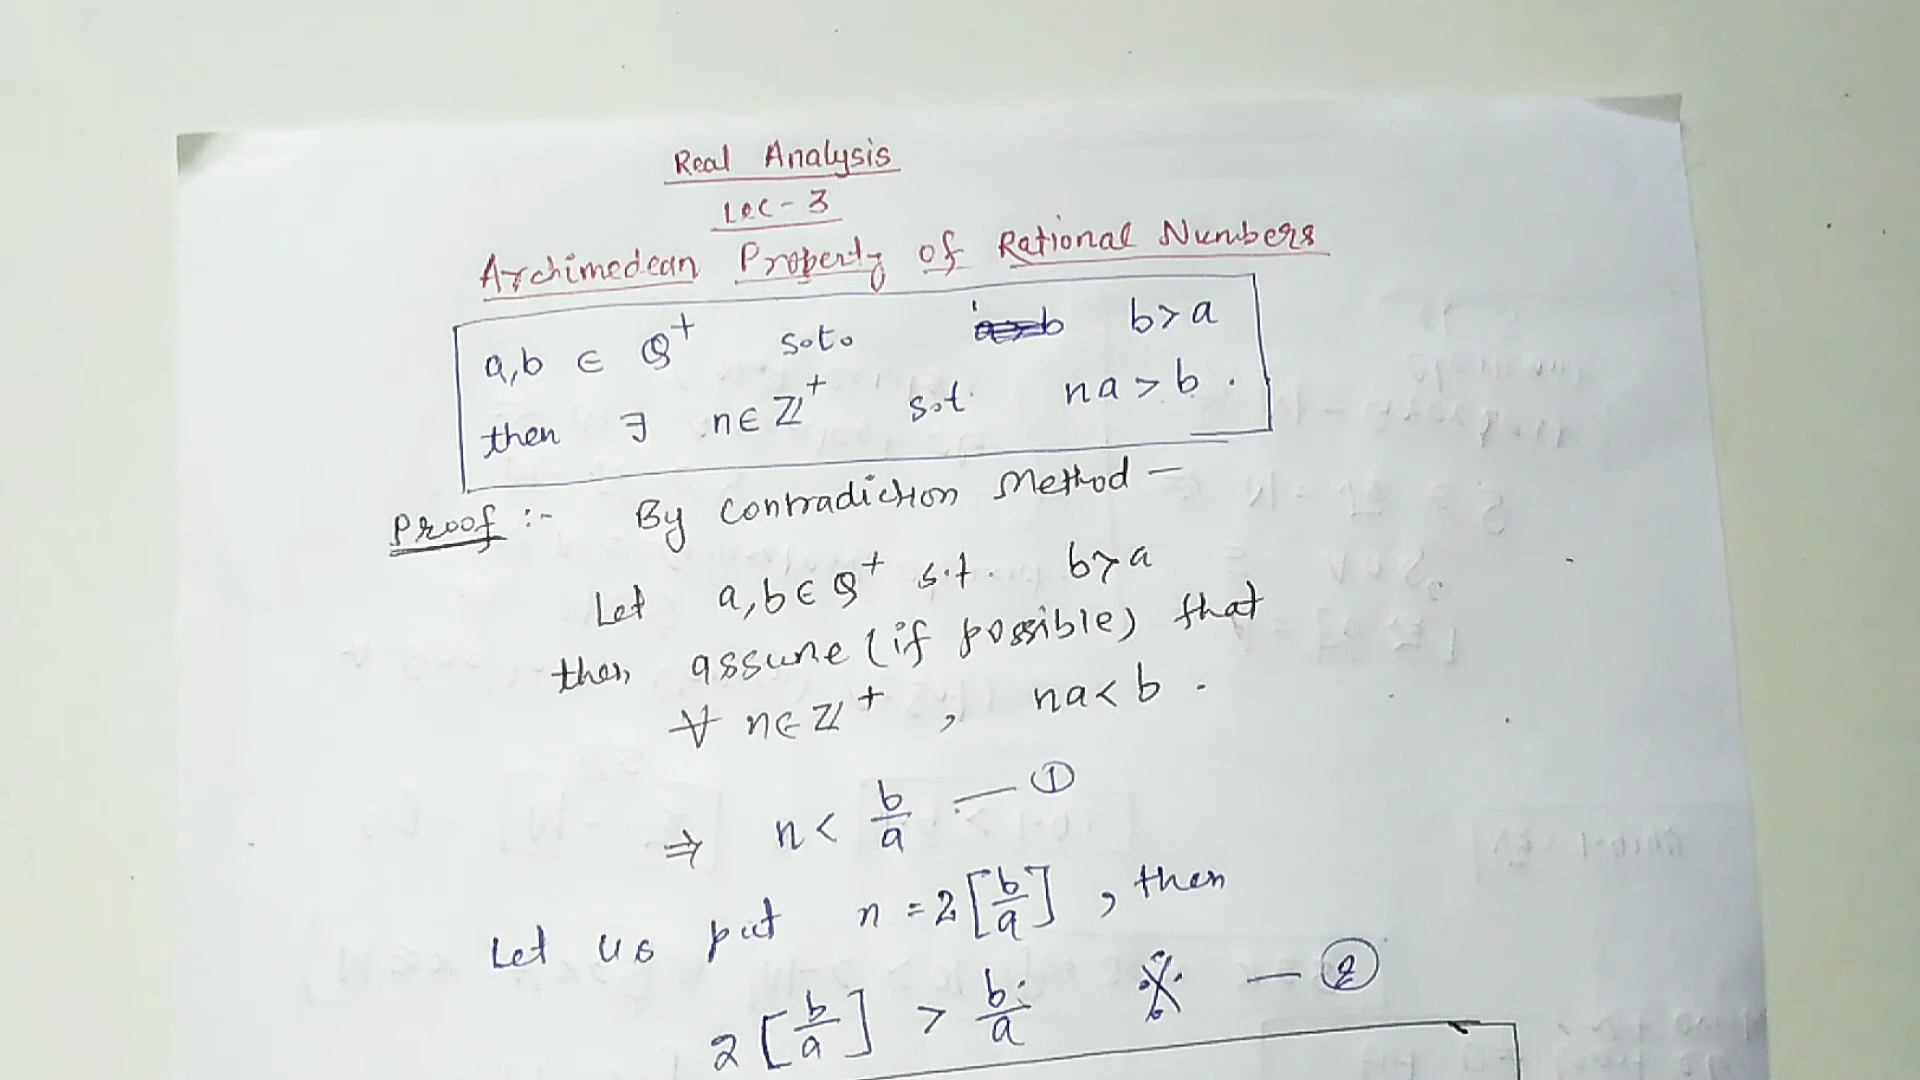 Real Analysis
Lec-3
Archimedean Property of Rational Numbers
a,b ∈ Q⁺ s.t. b>a
then ∃ n∈Z⁺ s.t. na>b.
Proof :- By Contradiction Method –
Let a,b∈Q⁺ s.t. b>a
then assume (if possible) that
∀ n∈Z⁺, na<b.
⇒ n < b/a — ①
Let us put n = 2[b/a], then
2[b/a] > b/a ※ — ②